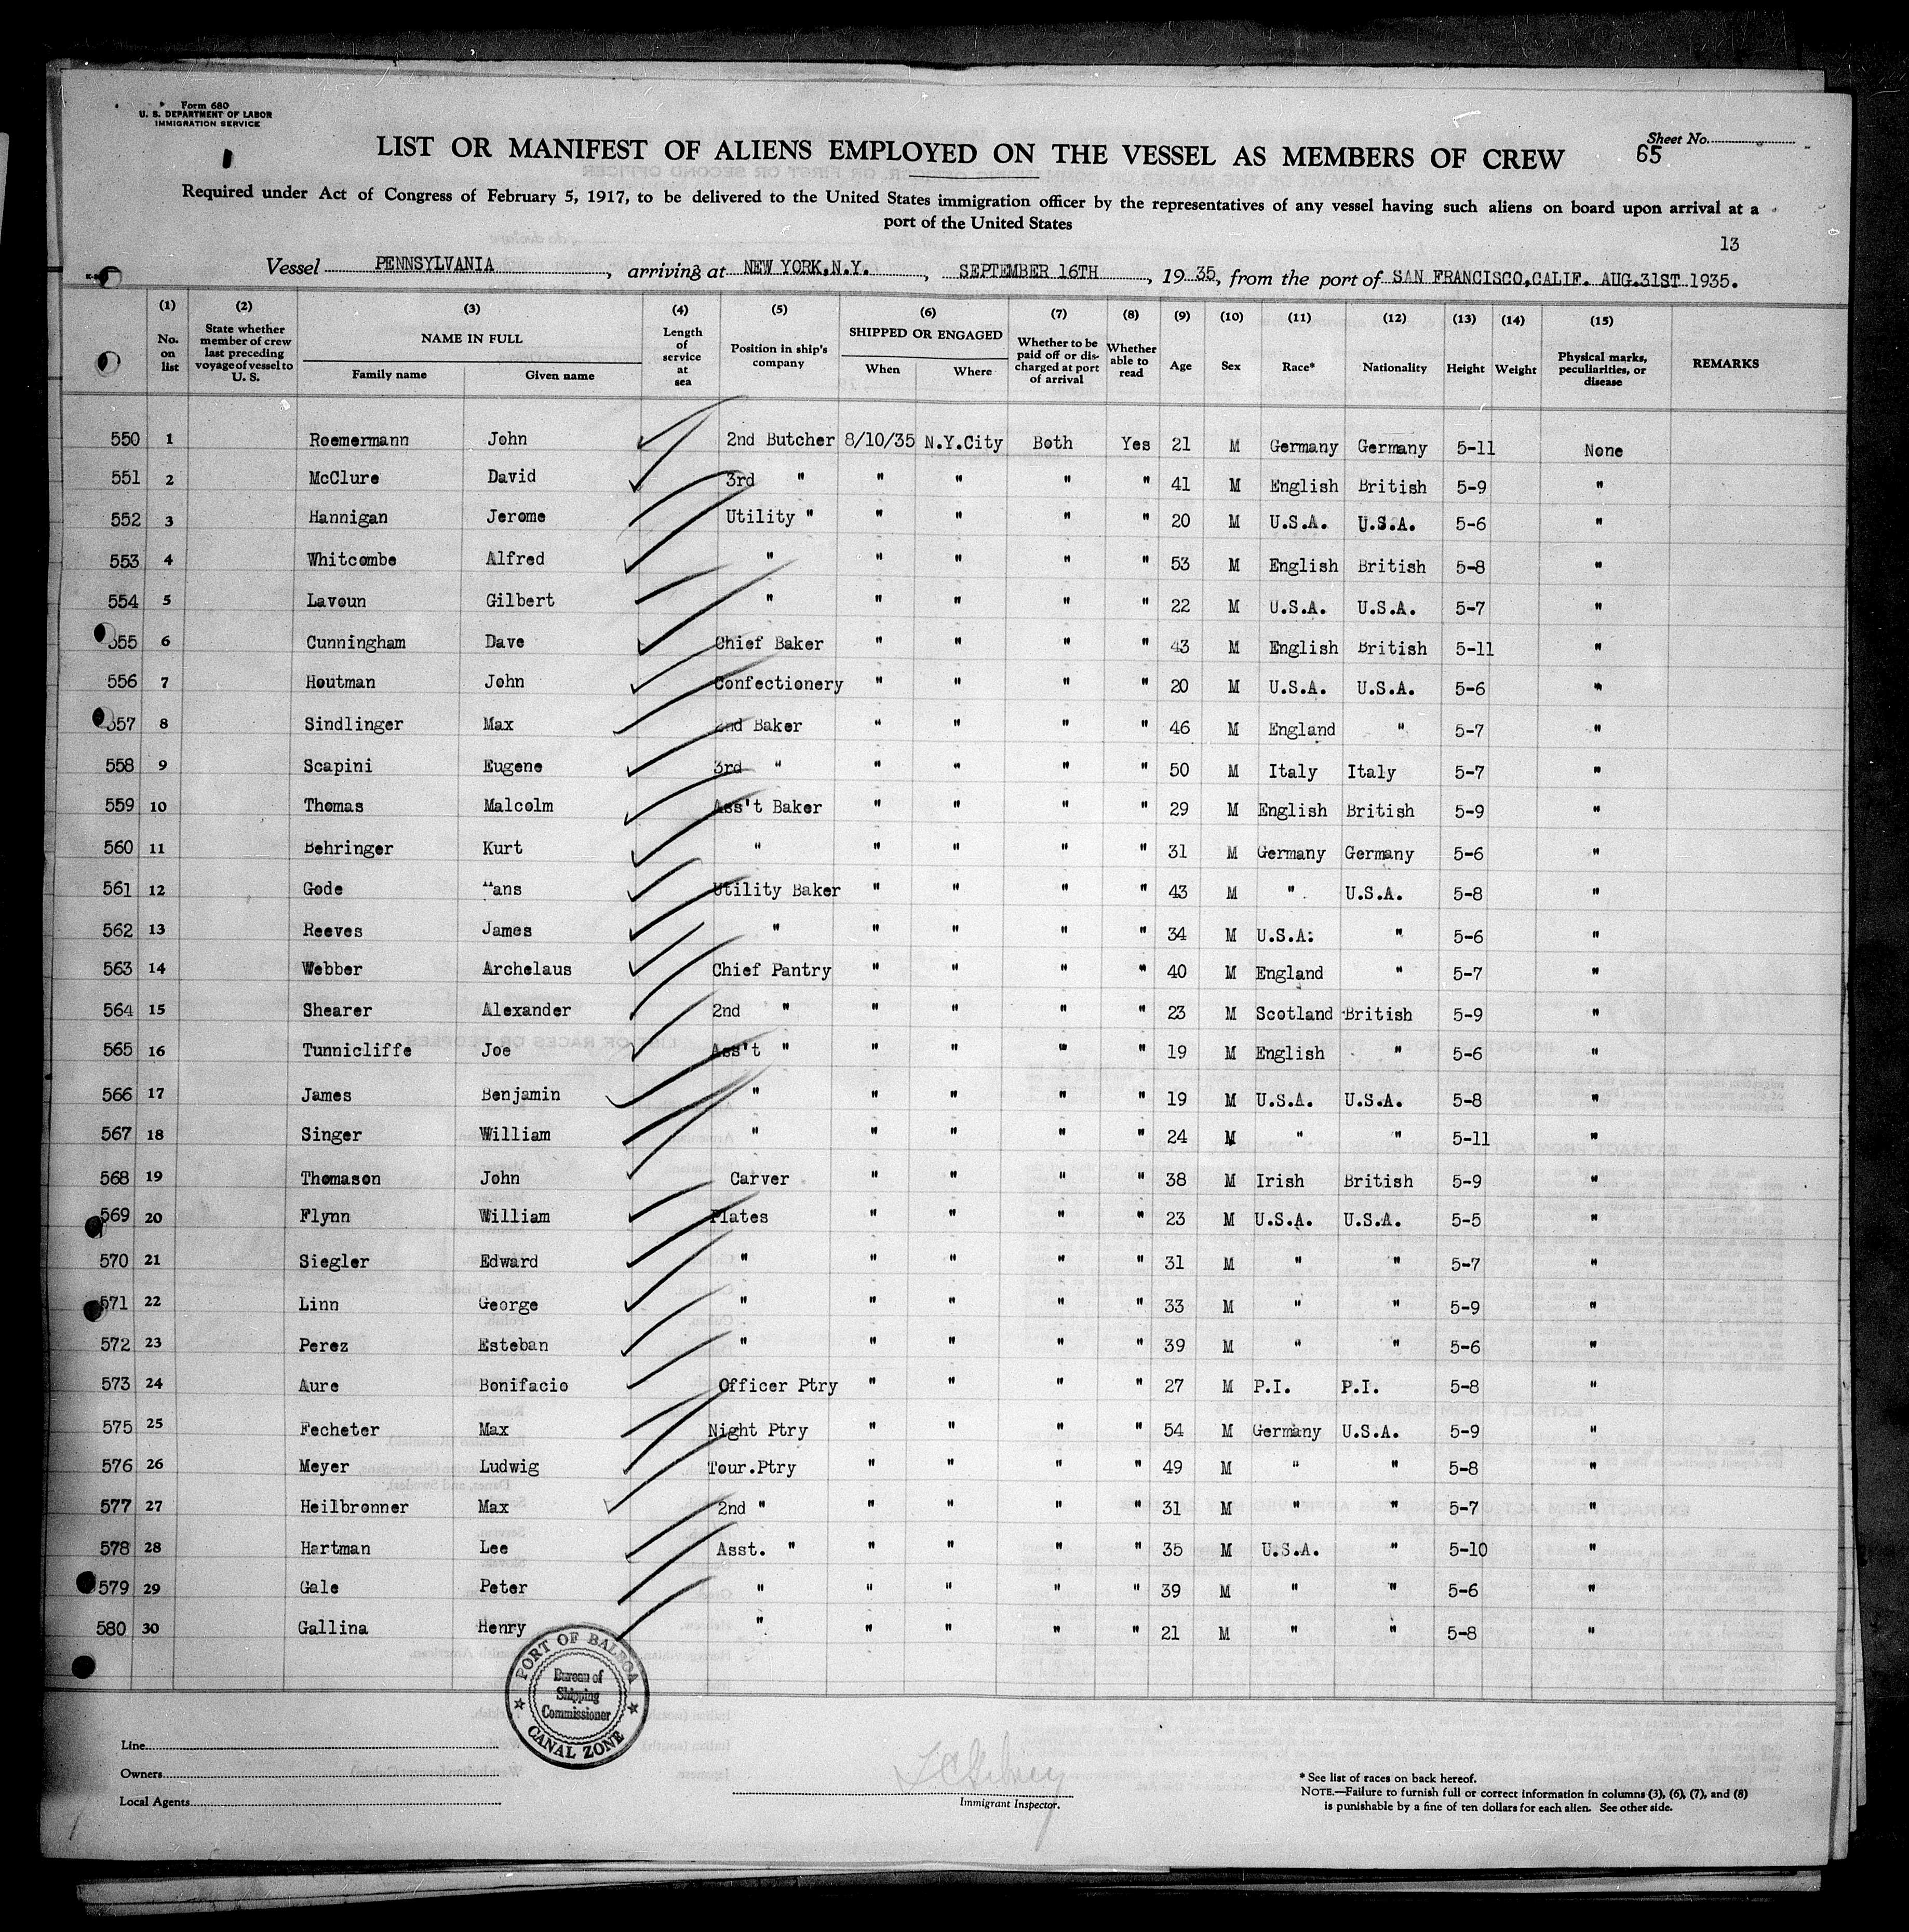 Form 680
U. S. DEPARTMENT OF LABOR
IMMIGRATION SERVICE
LIST OR MANIFEST OF ALIENS EMPLOYED ON THE VESSEL AS MEMBERS OF CREW
Sheet No.
65
Required under Act of Congress of February 5, 1917, to be delivered to the United States immigration officer by the representatives of any vessel having such aliens on board upon arrival at a
port of the United States
13
Vessel PENNSYLVANIA, arriving at NEW YORK,N.Y., SEPTEMBER 16TH, 1935, from the port of SAN FRANCISCO,CALIF. AUG.31ST 1935.
(1) (2) (3) (4) (5) (6) (7) (8) (9) (10) (11) (12) (13) (14) (15)
No. on list
State whether member of crew last preceding voyage of vessel to U. S.
NAME IN FULL
Family name Given name
Length of service at sea
Position in ship's company
SHIPPED OR ENGAGED
When Where
Whether to be paid off or discharged at port of arrival
Whether able to read
Age Sex Race* Nationality Height Weight
Physical marks, peculiarities, or disease
REMARKS
550 1 Roemermann John 2nd Butcher 8/10/35 N.Y.City Both Yes 21 M Germany Germany 5-11 None
551 2 McClure David 3rd " " " " " 41 M English British 5-9 "
552 3 Hannigan Jerome Utility " " " " " 20 M U.S.A. U.S.A. 5-6 "
553 4 Whitcombe Alfred " " " " " 53 M English British 5-8 "
554 5 Lavoun Gilbert " " " " " 22 M U.S.A. U.S.A. 5-7 "
555 6 Cunningham Dave Chief Baker " " " " 43 M English British 5-11 "
556 7 Houtman John Confectionery " " " " 20 M U.S.A. U.S.A. 5-6 "
557 8 Sindlinger Max 2nd Baker " " " " 46 M England " 5-7 "
558 9 Scapini Eugene 3rd " " " " " 50 M Italy Italy 5-7 "
559 10 Thomas Malcolm Ass't Baker " " " " 29 M English British 5-9 "
560 11 Behringer Kurt " " " " " 31 M Germany Germany 5-6 "
561 12 Gode Hans Utility Baker " " " " 43 M " U.S.A. 5-8 "
562 13 Reeves James " " " " " 34 M U.S.A. " 5-6 "
563 14 Webber Archelaus Chief Pantry " " " " 40 M England " 5-7 "
564 15 Shearer Alexander 2nd " " " " " 23 M Scotland British 5-9 "
565 16 Tunnicliffe Joe Ass't " " " " " 19 M English " 5-6 "
566 17 James Benjamin " " " " " 19 M U.S.A. U.S.A. 5-8 "
567 18 Singer William " " " " " 24 M " " 5-11 "
568 19 Thomason John Carver " " " " 38 M Irish British 5-9 "
569 20 Flynn William Plates " " " " 23 M U.S.A. U.S.A. 5-5 "
570 21 Siegler Edward " " " " " 31 M " " 5-7 "
571 22 Linn George " " " " " 33 M " " 5-9 "
572 23 Perez Esteban " " " " " 39 M " " 5-6 "
573 24 Aure Bonifacio Officer Ptry " " " " 27 M P.I. P.I. 5-8 "
575 25 Fecheter Max Night Ptry " " " " 54 M Germany U.S.A. 5-9 "
576 26 Meyer Ludwig Tour.Ptry " " " " 49 M " " 5-8 "
577 27 Heilbronner Max 2nd " " " " " 31 M " " 5-7 "
578 28 Hartman Lee Asst. " " " " " 35 M U.S.A. " 5-10 "
579 29 Gale Peter " " " " " 39 M " " 5-6 "
580 30 Gallina Henry " " " " " 21 M " " 5-8 "
PORT OF BALBOA
Bureau of
Shipping
Commissioner
CANAL ZONE
Line
Owners
Local Agents
Immigrant Inspector.
* See list of races on back hereof.
NOTE.—Failure to furnish full or correct information in columns (3), (6), (7), and (8)
is punishable by a fine of ten dollars for each alien. See other side.